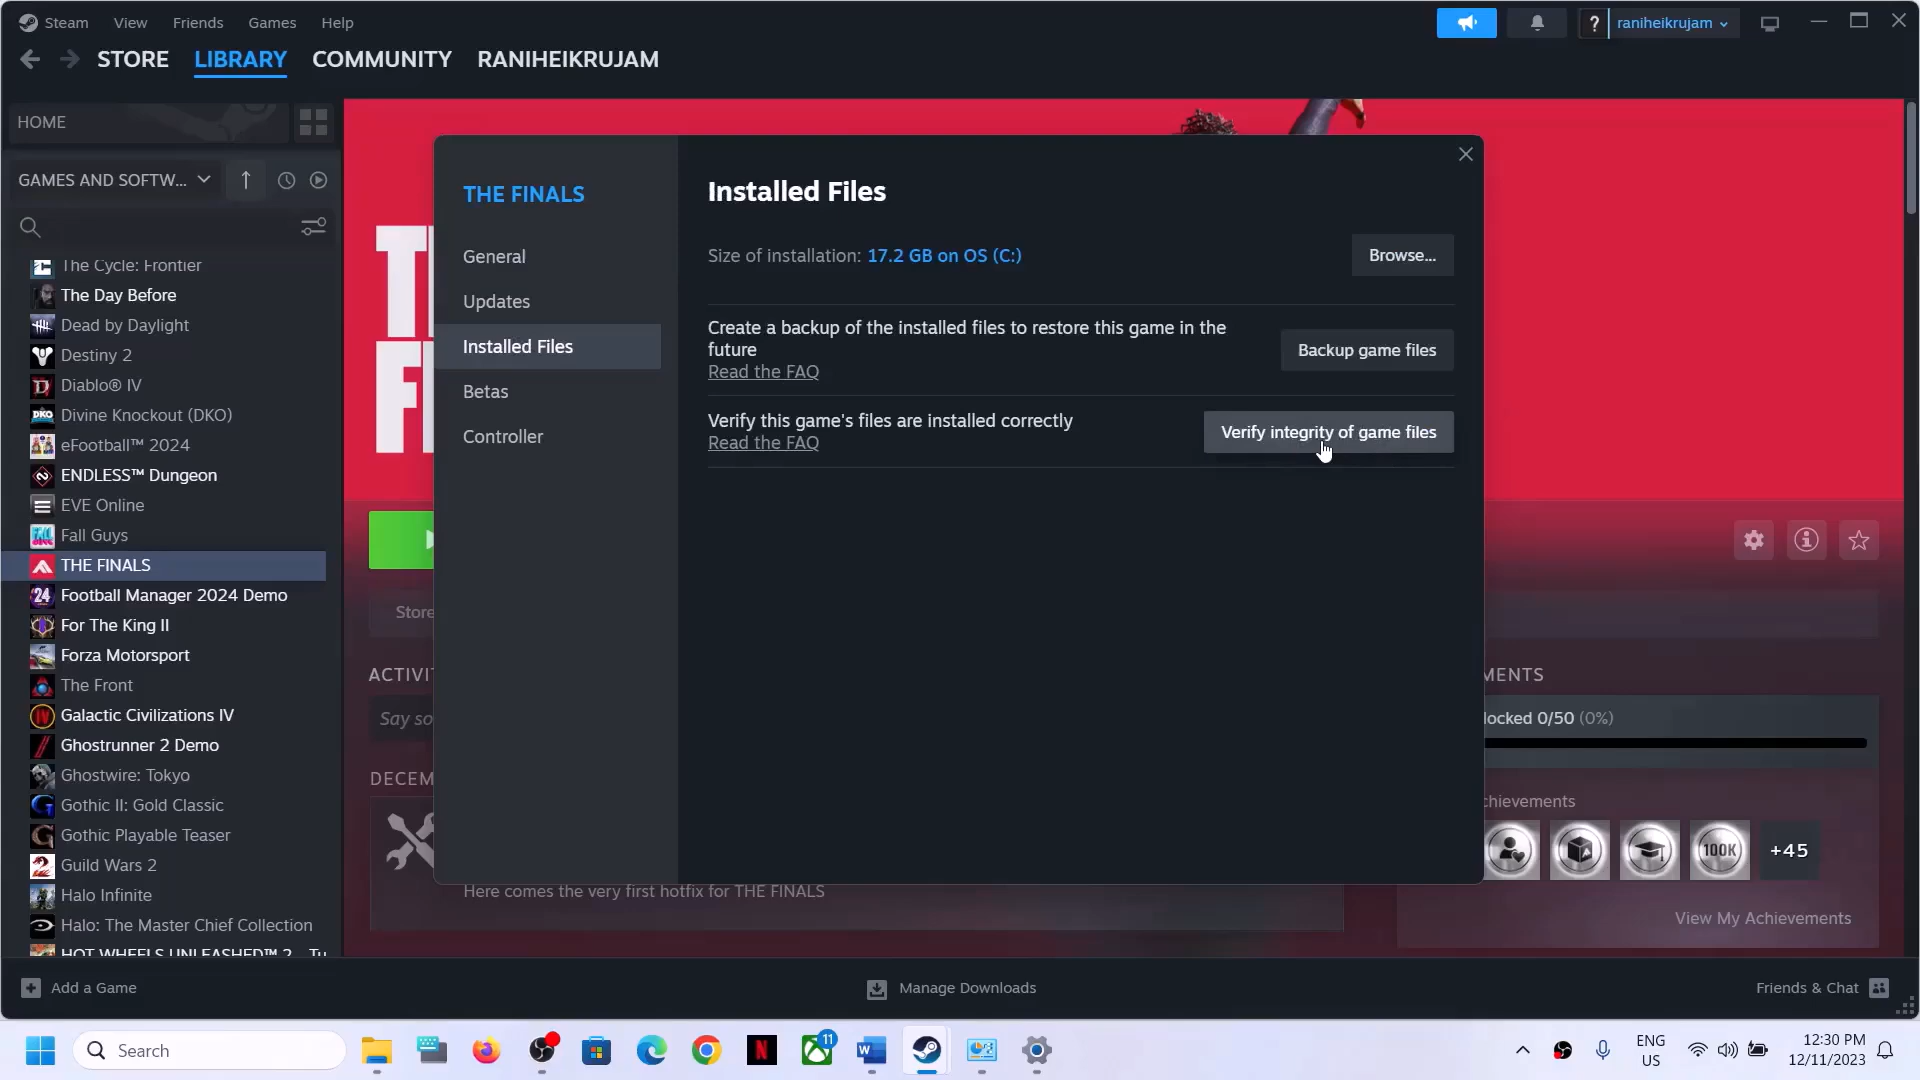 Steam View Friends Games Help
raniheikrujam
STORE LIBRARY COMMUNITY RANIHEIKRUJAM
HOME
GAMES AND SOFTW...
The Cycle: Frontier
The Day Before
Dead by Daylight
Destiny 2
Diablo® IV
Divine Knockout (DKO)
eFootball™ 2024
ENDLESS™ Dungeon
EVE Online
Fall Guys
THE FINALS
Football Manager 2024 Demo
For The King II
Forza Motorsport
The Front
Galactic Civilizations IV
Ghostrunner 2 Demo
Ghostwire: Tokyo
Gothic II: Gold Classic
Gothic Playable Teaser
Guild Wars 2
Halo Infinite
Halo: The Master Chief Collection
HOT WHEELS UNLEASHED™ 2 - Tu
THE FINALS
General
Updates
Installed Files
Betas
Controller
Installed Files
Size of installation: 17.2 GB on OS (C:)
Browse...
Create a backup of the installed files to restore this game in the
future
Read the FAQ
Backup game files
Verify this game's files are installed correctly
Read the FAQ
Verify integrity of game files
Store
ACTIVIT
Say so
DECEM
Here comes the very first hotfix for THE FINALS
MENTS
locked 0/50 (0%)
chievements
100K
+45
View My Achievements
Add a Game
Manage Downloads
Friends & Chat
Search
11
ENG
US
12:30 PM
12/11/2023